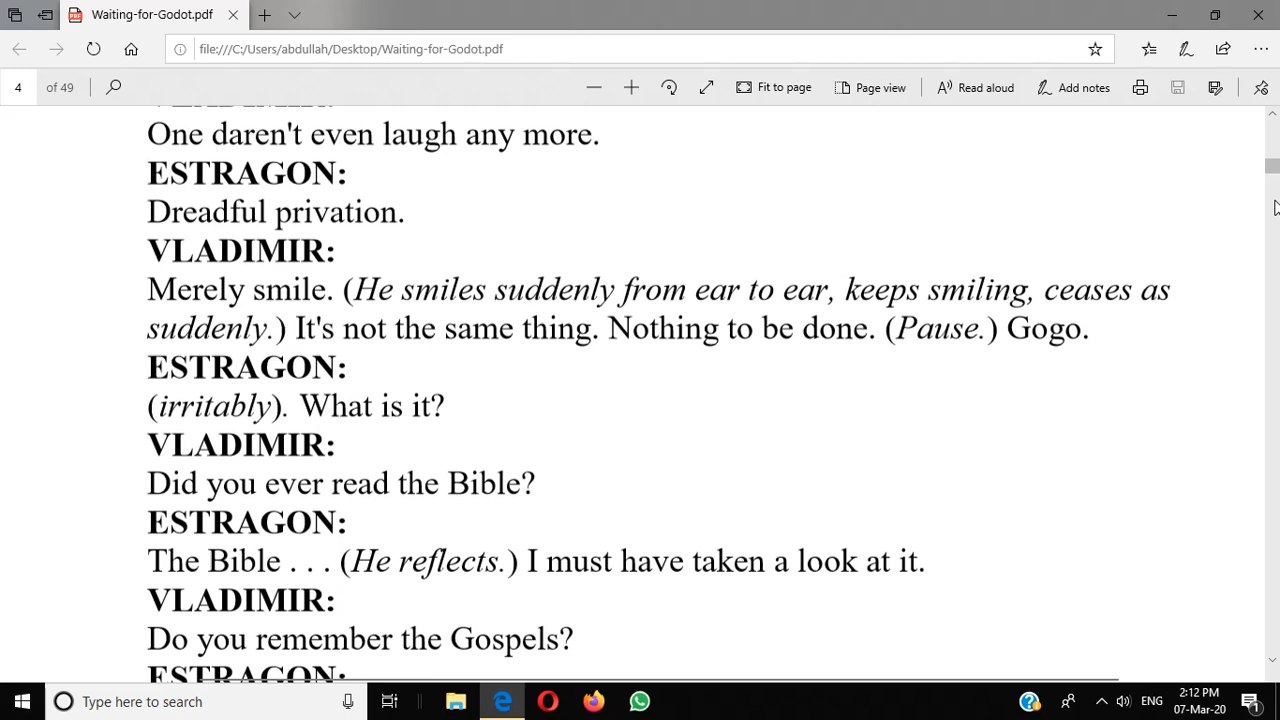 Waiting-for-Godot.pdf
file:///C:/Users/abdullah/Desktop/Waiting-for-Godot.pdf
4 of 49 Fit to page Page view Read aloud Add notes
VLADIMIR:
One daren't even laugh any more.
ESTRAGON:
Dreadful privation.
VLADIMIR:
Merely smile. (He smiles suddenly from ear to ear, keeps smiling, ceases as
suddenly.) It's not the same thing. Nothing to be done. (Pause.) Gogo.
ESTRAGON:
(irritably). What is it?
VLADIMIR:
Did you ever read the Bible?
ESTRAGON:
The Bible . . . (He reflects.) I must have taken a look at it.
VLADIMIR:
Do you remember the Gospels?
ESTRAGON:
Type here to search ENG 2:12 PM
07-Mar-20 1